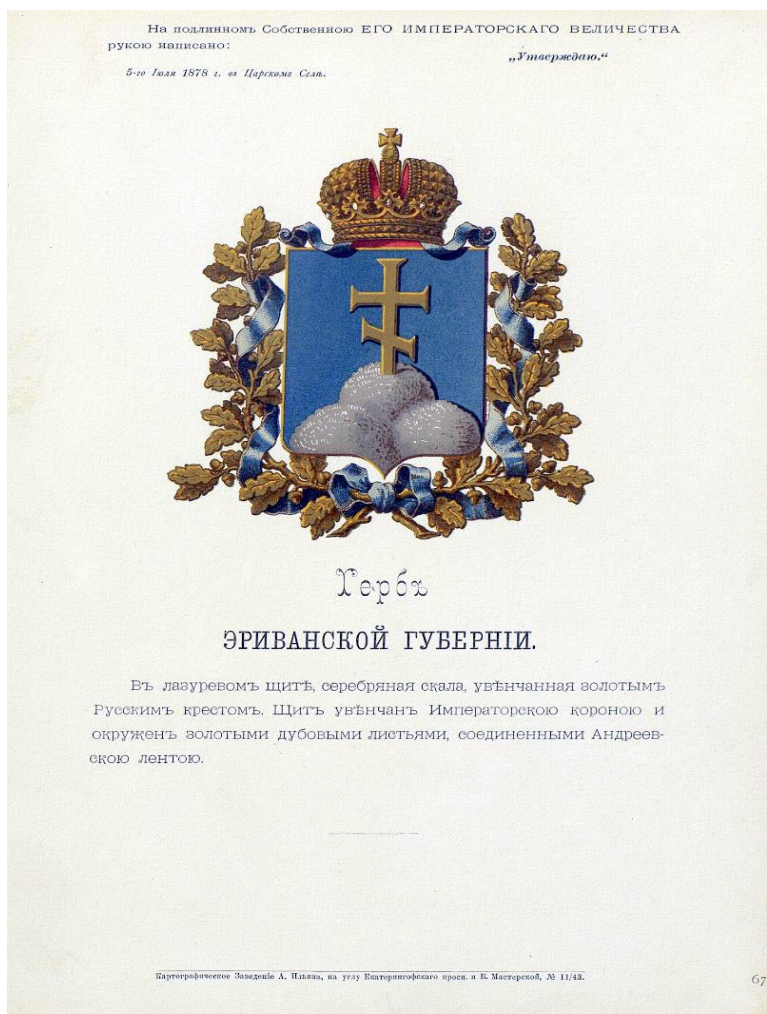 На подлинномъ Собственною ЕГО ИМПЕРАТОРСКАГО ВЕЛИЧЕСТВА
рукою написано:
„Утверждаю.“
5-го Іюля 1878 г. въ Царскомъ Селѣ.
Гербъ
ЭРИВАНСКОЙ ГУБЕРНІИ.
Въ лазуревомъ щитѣ, серебряная скала, увѣнчанная золотымъ
Русскимъ крестомъ. Щитъ увѣнчанъ Императорскою короною и
окруженъ золотыми дубовыми листьями, соединенными Андреев-
скою лентою.
Картографическое Заведеніе А. Ильина, на углу Екатерингофскаго просп. и Б. Мастерской, № 11/43.
67